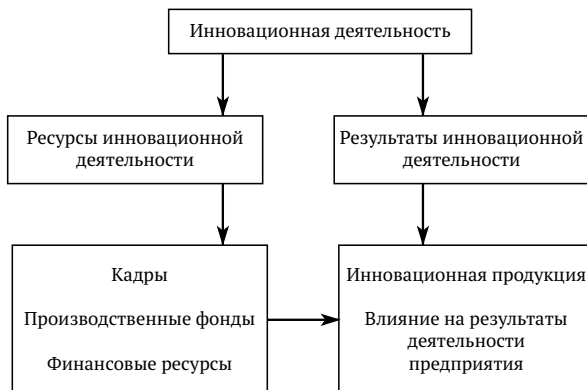 Инновационная деятельность
Ресурсы инновационной
деятельности
Результаты инновационной
деятельности
Кадры
Производственные фонды
Финансовые ресурсы
Инновационная продукция
Влияние на результаты
деятельности
предприятия